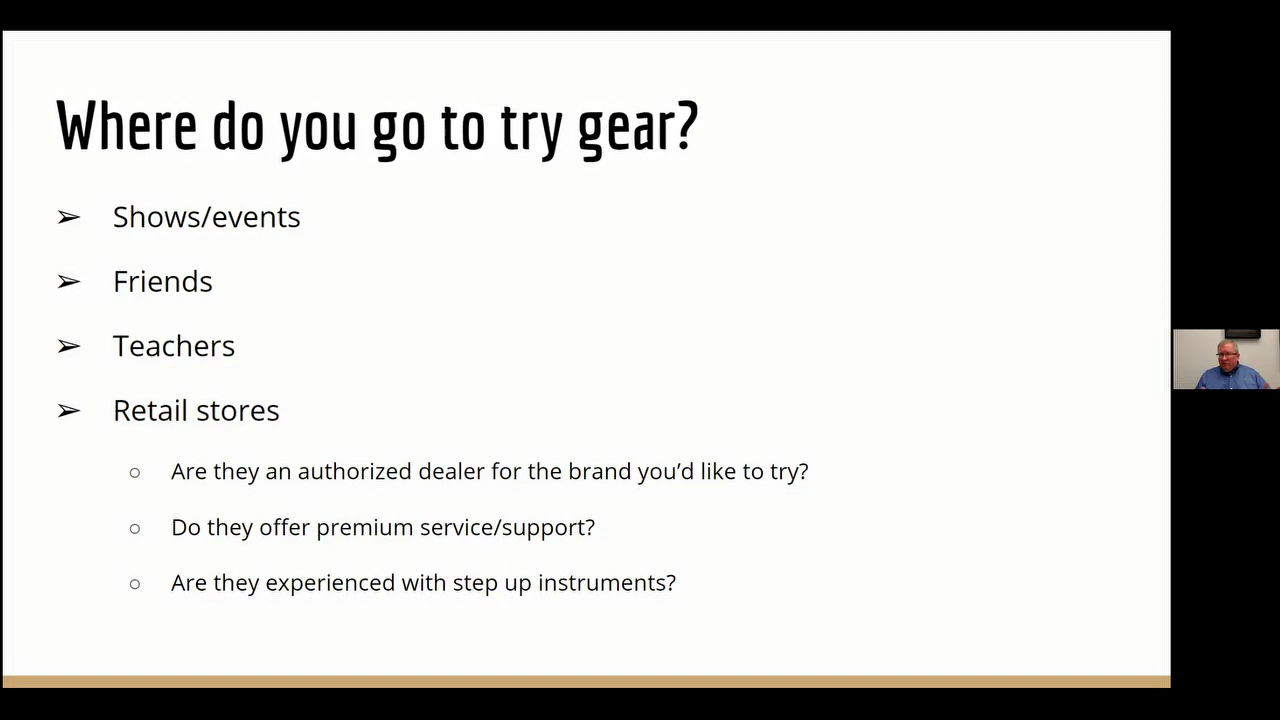 Where do you go to try gear?
➢ Shows/events
➢ Friends
➢ Teachers
➢ Retail stores
○ Are they an authorized dealer for the brand you’d like to try?
○ Do they offer premium service/support?
○ Are they experienced with step up instruments?